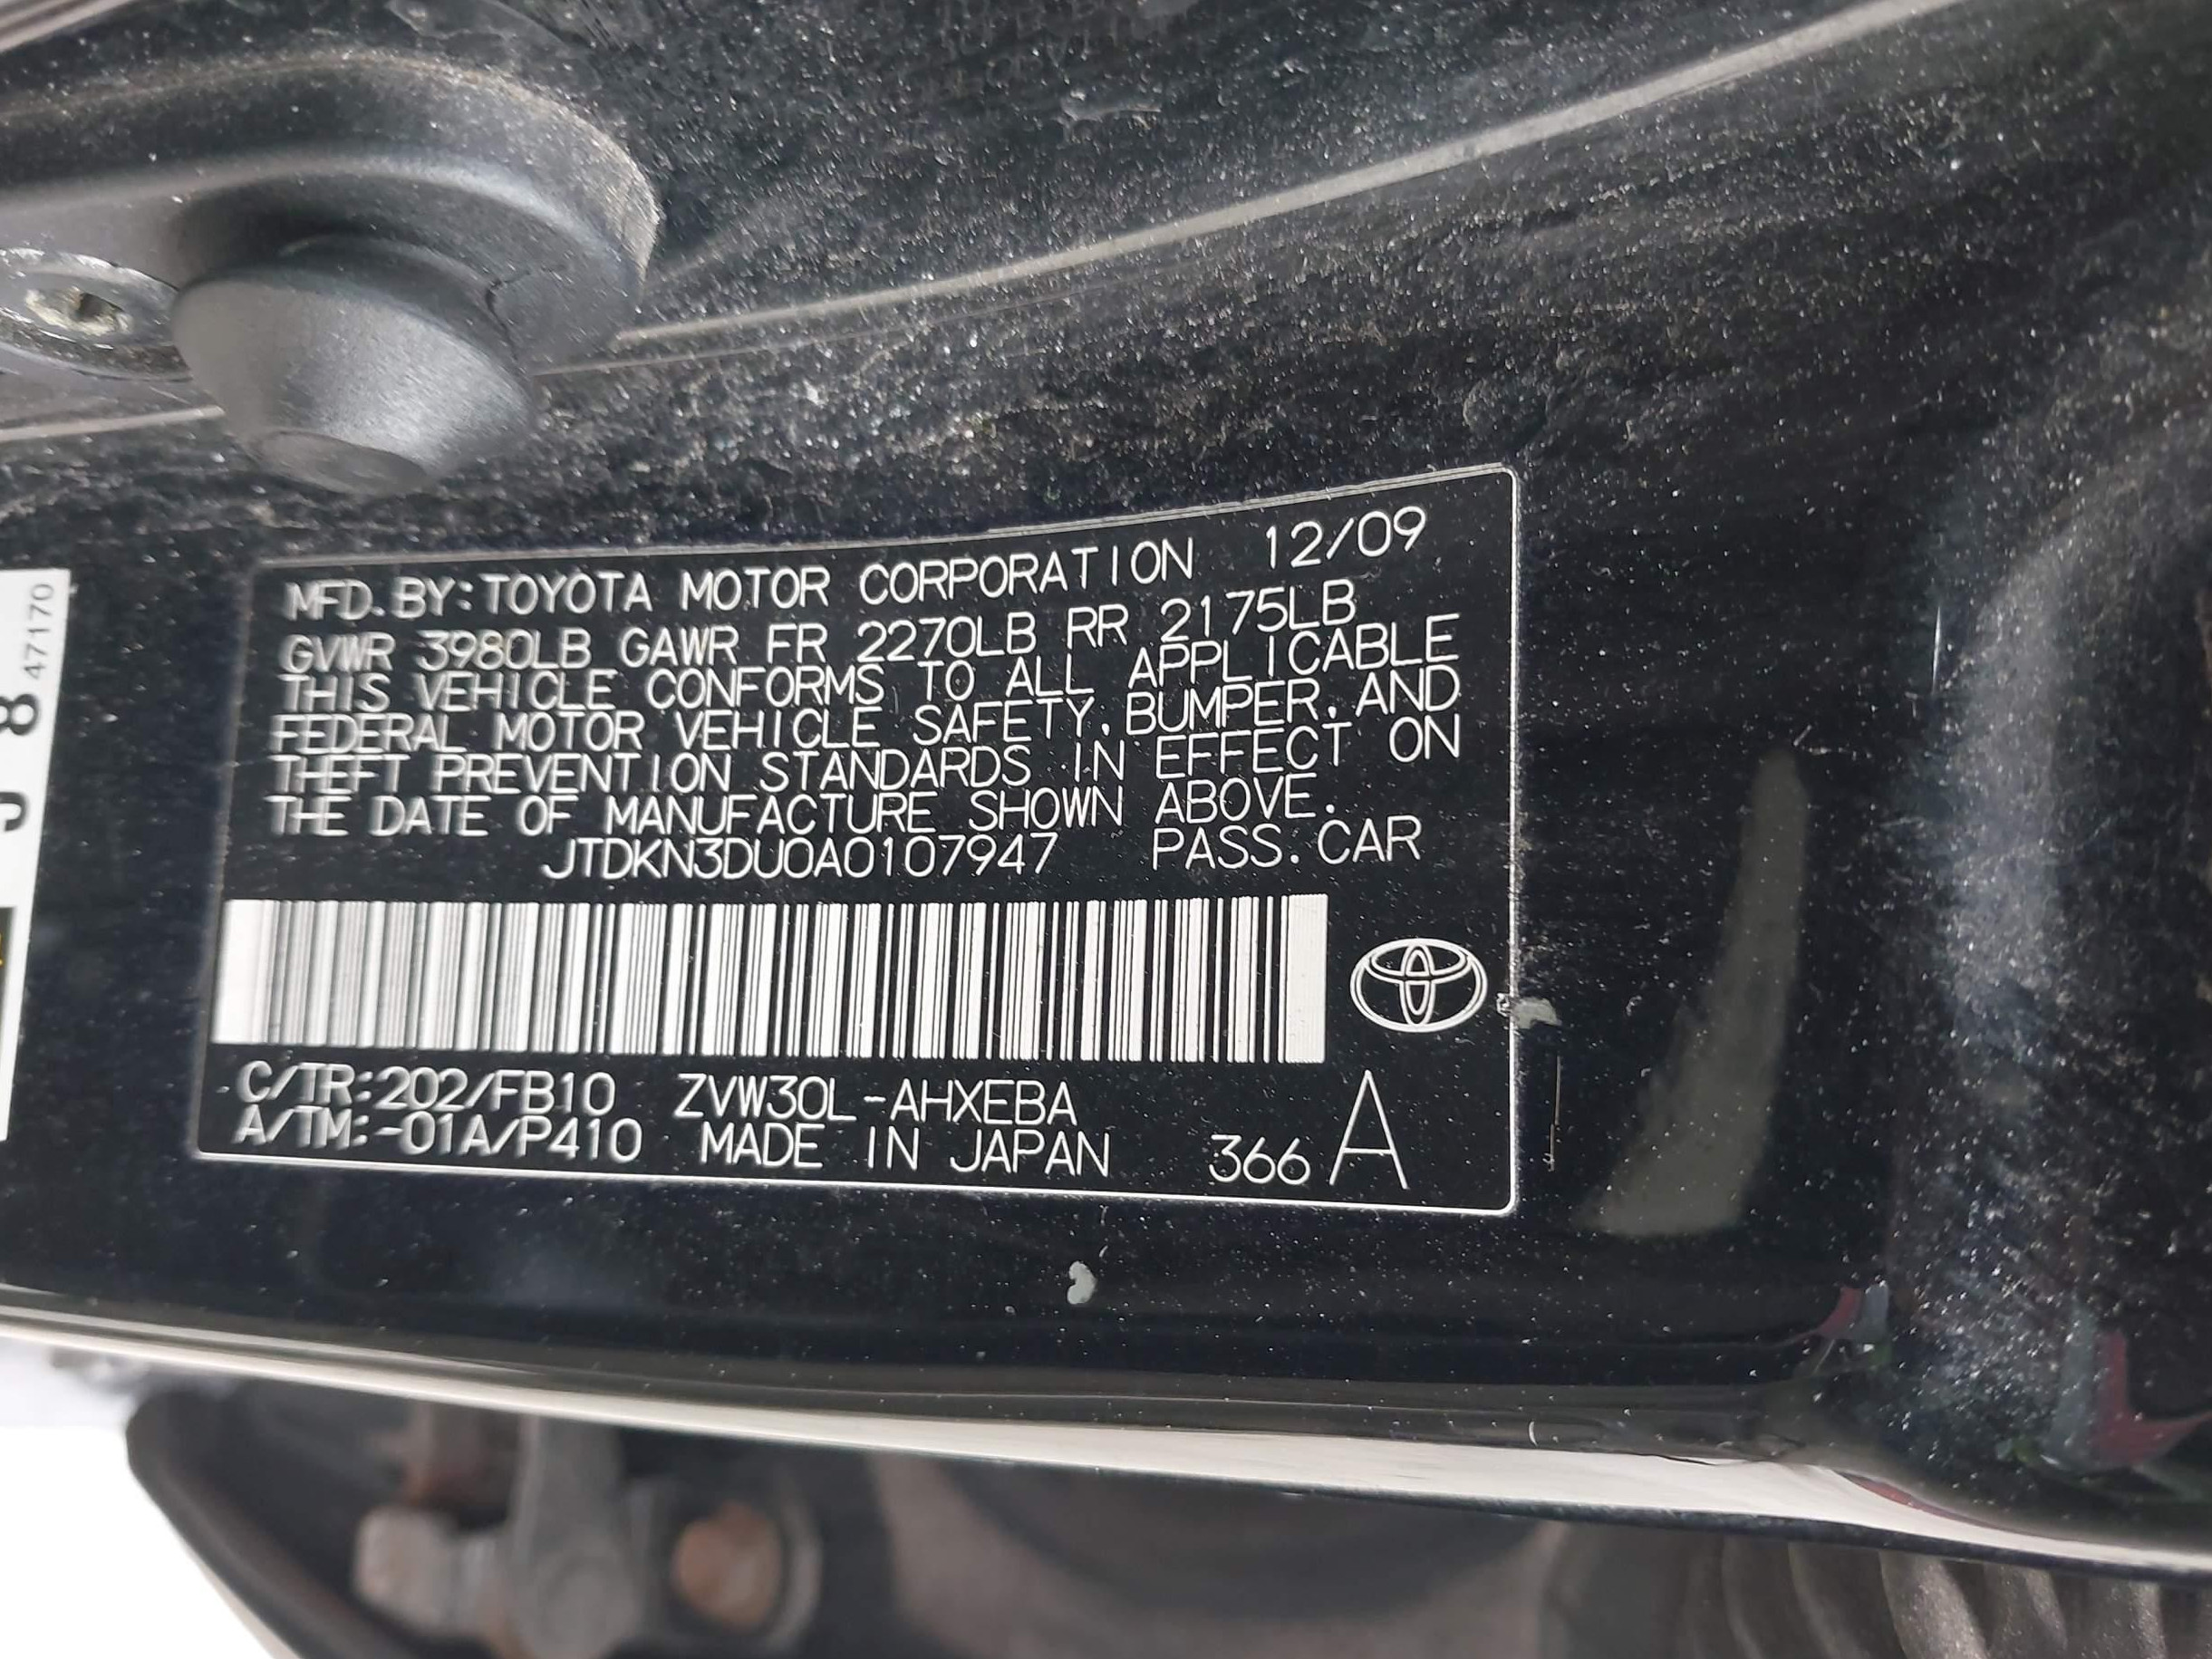 MFD.BY:TOYOTA MOTOR CORPORATION 12/09
GVWR 3980LB GAWR FR 2270LB RR 2175LB
THIS VEHICLE CONFORMS TO ALL APPLICABLE
FEDERAL MOTOR VEHICLE SAFETY, BUMPER, AND
THEFT PREVENTION STANDARDS IN EFFECT ON
THE DATE OF MANUFACTURE SHOWN ABOVE.
JTDKN3DU0A0107947 PASS.CAR
C/TR:202/FB10 ZVW30L-AHXEBA
A/TM:-01A/P410 MADE IN JAPAN 366 A
47170
8